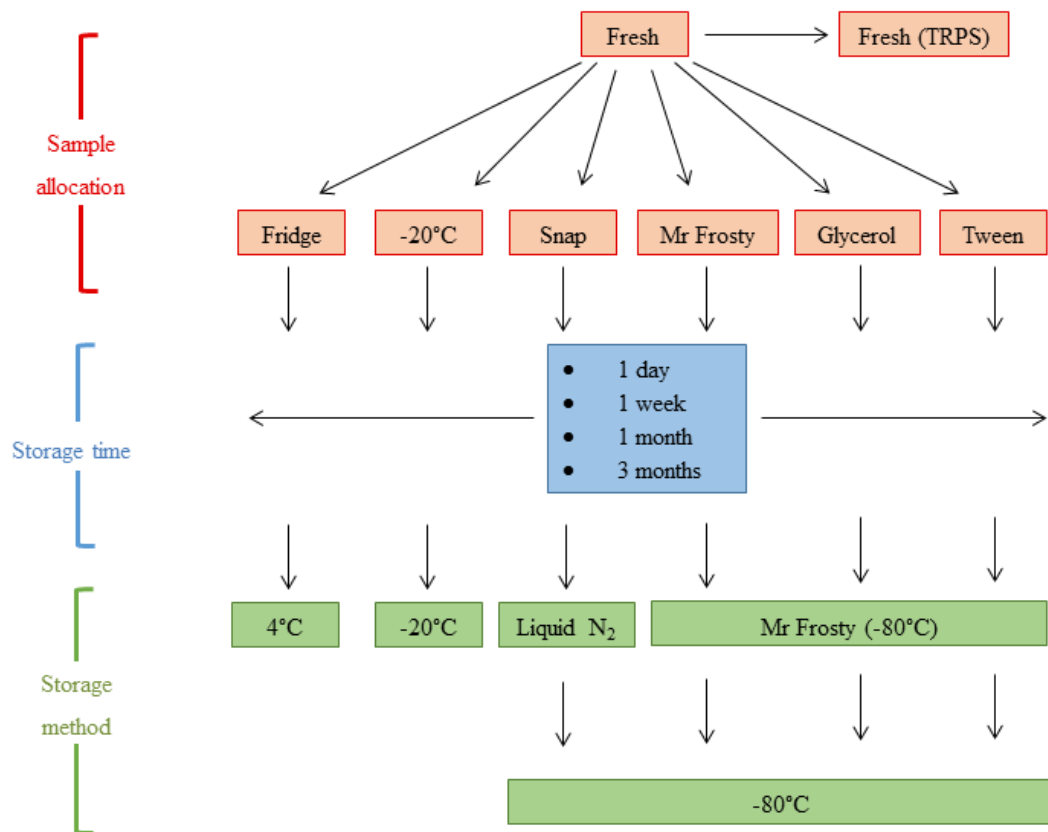 Fresh
Fresh (TRPS)
Sample
allocation
Fridge
-20°C
Snap
Mr Frosty
Glycerol
Tween
Storage time
• 1 day
• 1 week
• 1 month
• 3 months
4°C
-20°C
Liquid N₂
Mr Frosty (-80°C)
Storage
method
-80°C